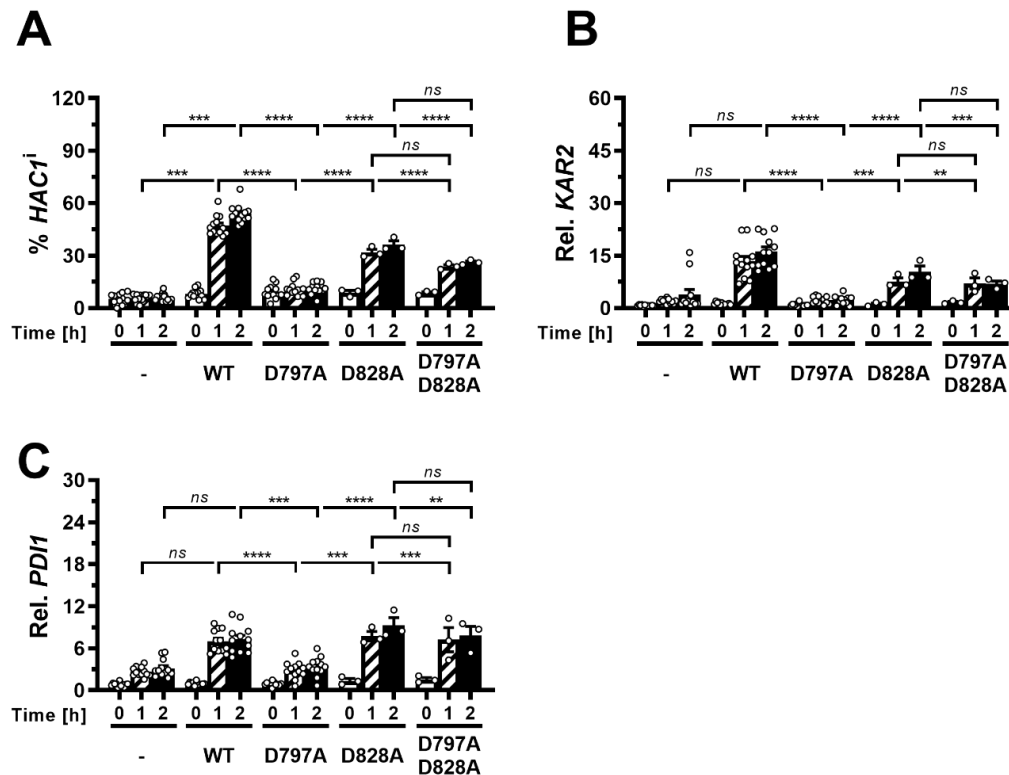 A
% HAC1i
120
90
60
30
0
ns
*** **** **** ****
ns
*** **** **** ****
Time [h] 0 1 2 0 1 2 0 1 2 0 1 2 0 1 2
- WT D797A D828A D797A
D828A
B
Rel. KAR2
60
45
30
15
0
ns
ns **** **** ***
ns
ns **** *** **
Time [h] 0 1 2 0 1 2 0 1 2 0 1 2 0 1 2
- WT D797A D828A D797A
D828A
C
Rel. PDI1
30
24
18
12
6
0
ns
ns *** **** **
ns
ns **** *** ***
Time [h] 0 1 2 0 1 2 0 1 2 0 1 2 0 1 2
- WT D797A D828A D797A
D828A